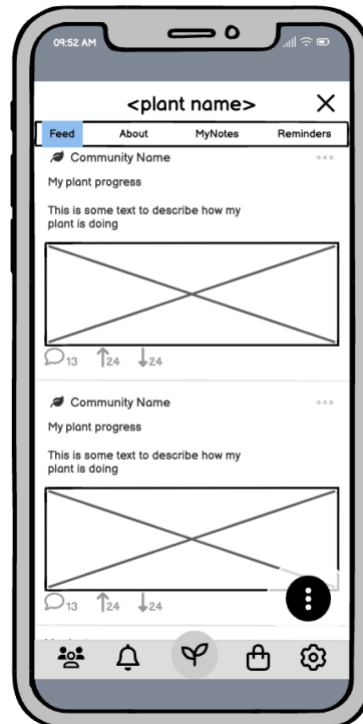 09:52 AM
<plant name>
Feed About MyNotes Reminders
Community Name
My plant progress
This is some text to describe how my
plant is doing
13 24 24
Community Name
My plant progress
This is some text to describe how my
plant is doing
13 24 24